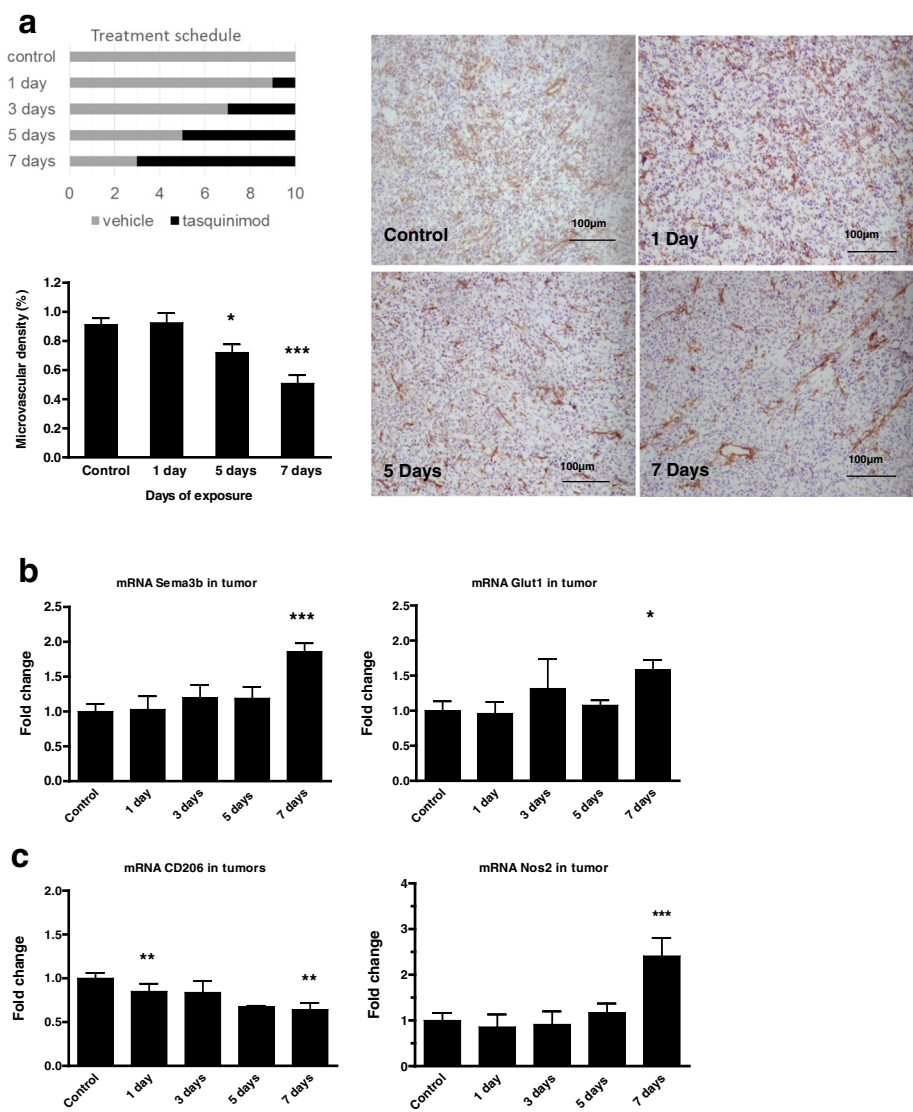 a
Treatment schedule
control
1 day
3 days
5 days
7 days
0 2 4 6 8 10
vehicle tasquinimod
Control
100µm
1 Day
100µm
5 Days
100µm
7 Days
100µm
Microvascular density (%)
1.2
1.0
0.8
0.6
0.4
0.2
0.0
*
***
Control 1 day 5 days 7 days
Days of exposure
b
mRNA Sema3b in tumor
Fold change
2.5
2.0
1.5
1.0
0.5
0.0
***
Control 1 day 3 days 5 days 7 days
mRNA Glut1 in tumor
Fold change
2.5
2.0
1.5
1.0
0.5
0.0
*
Control 1 day 3 days 5 days 7 days
c
mRNA CD206 in tumors
Fold change
2.0
1.5
1.0
0.5
0.0
**
**
Control 1 day 3 days 5 days 7 days
mRNA Nos2 in tumor
Fold change
4
3
2
1
0
***
Control 1 day 3 days 5 days 7 days